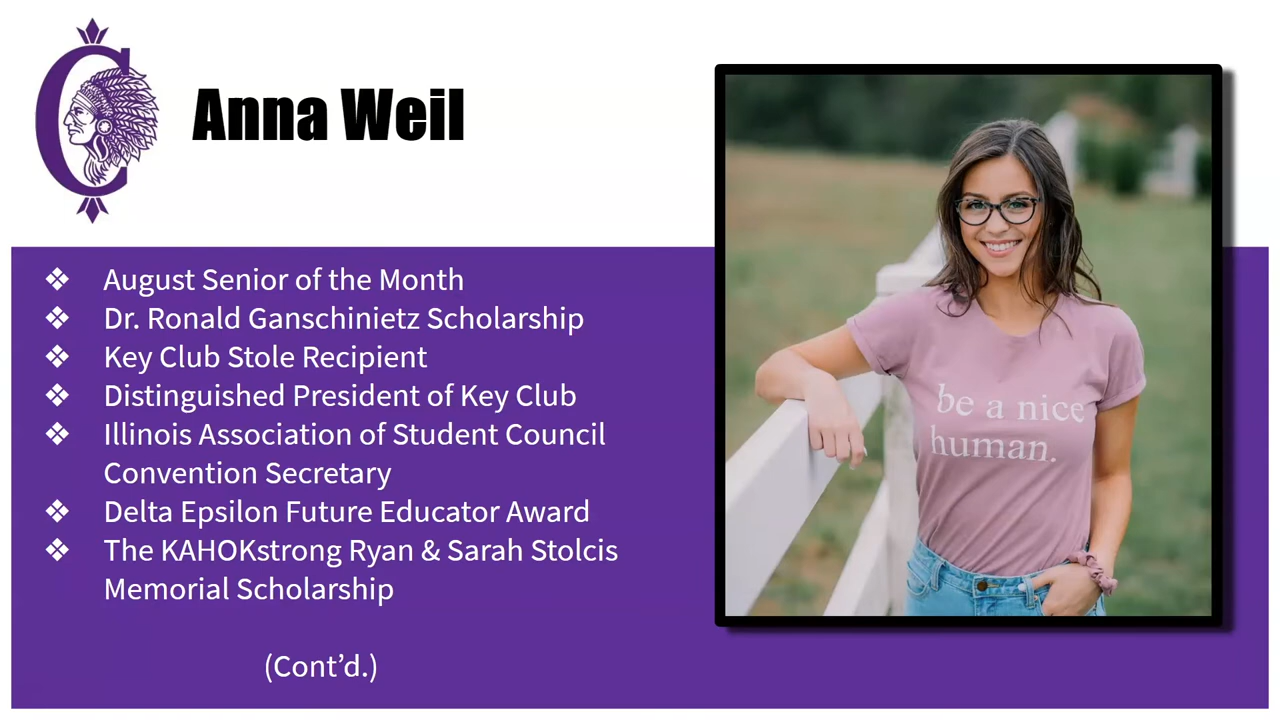 Anna Weil
❖ August Senior of the Month
❖ Dr. Ronald Ganschinietz Scholarship
❖ Key Club Stole Recipient
❖ Distinguished President of Key Club
❖ Illinois Association of Student Council
Convention Secretary
❖ Delta Epsilon Future Educator Award
❖ The KAHOKstrong Ryan & Sarah Stolcis
Memorial Scholarship
(Cont’d.)
C
be a nice
human.